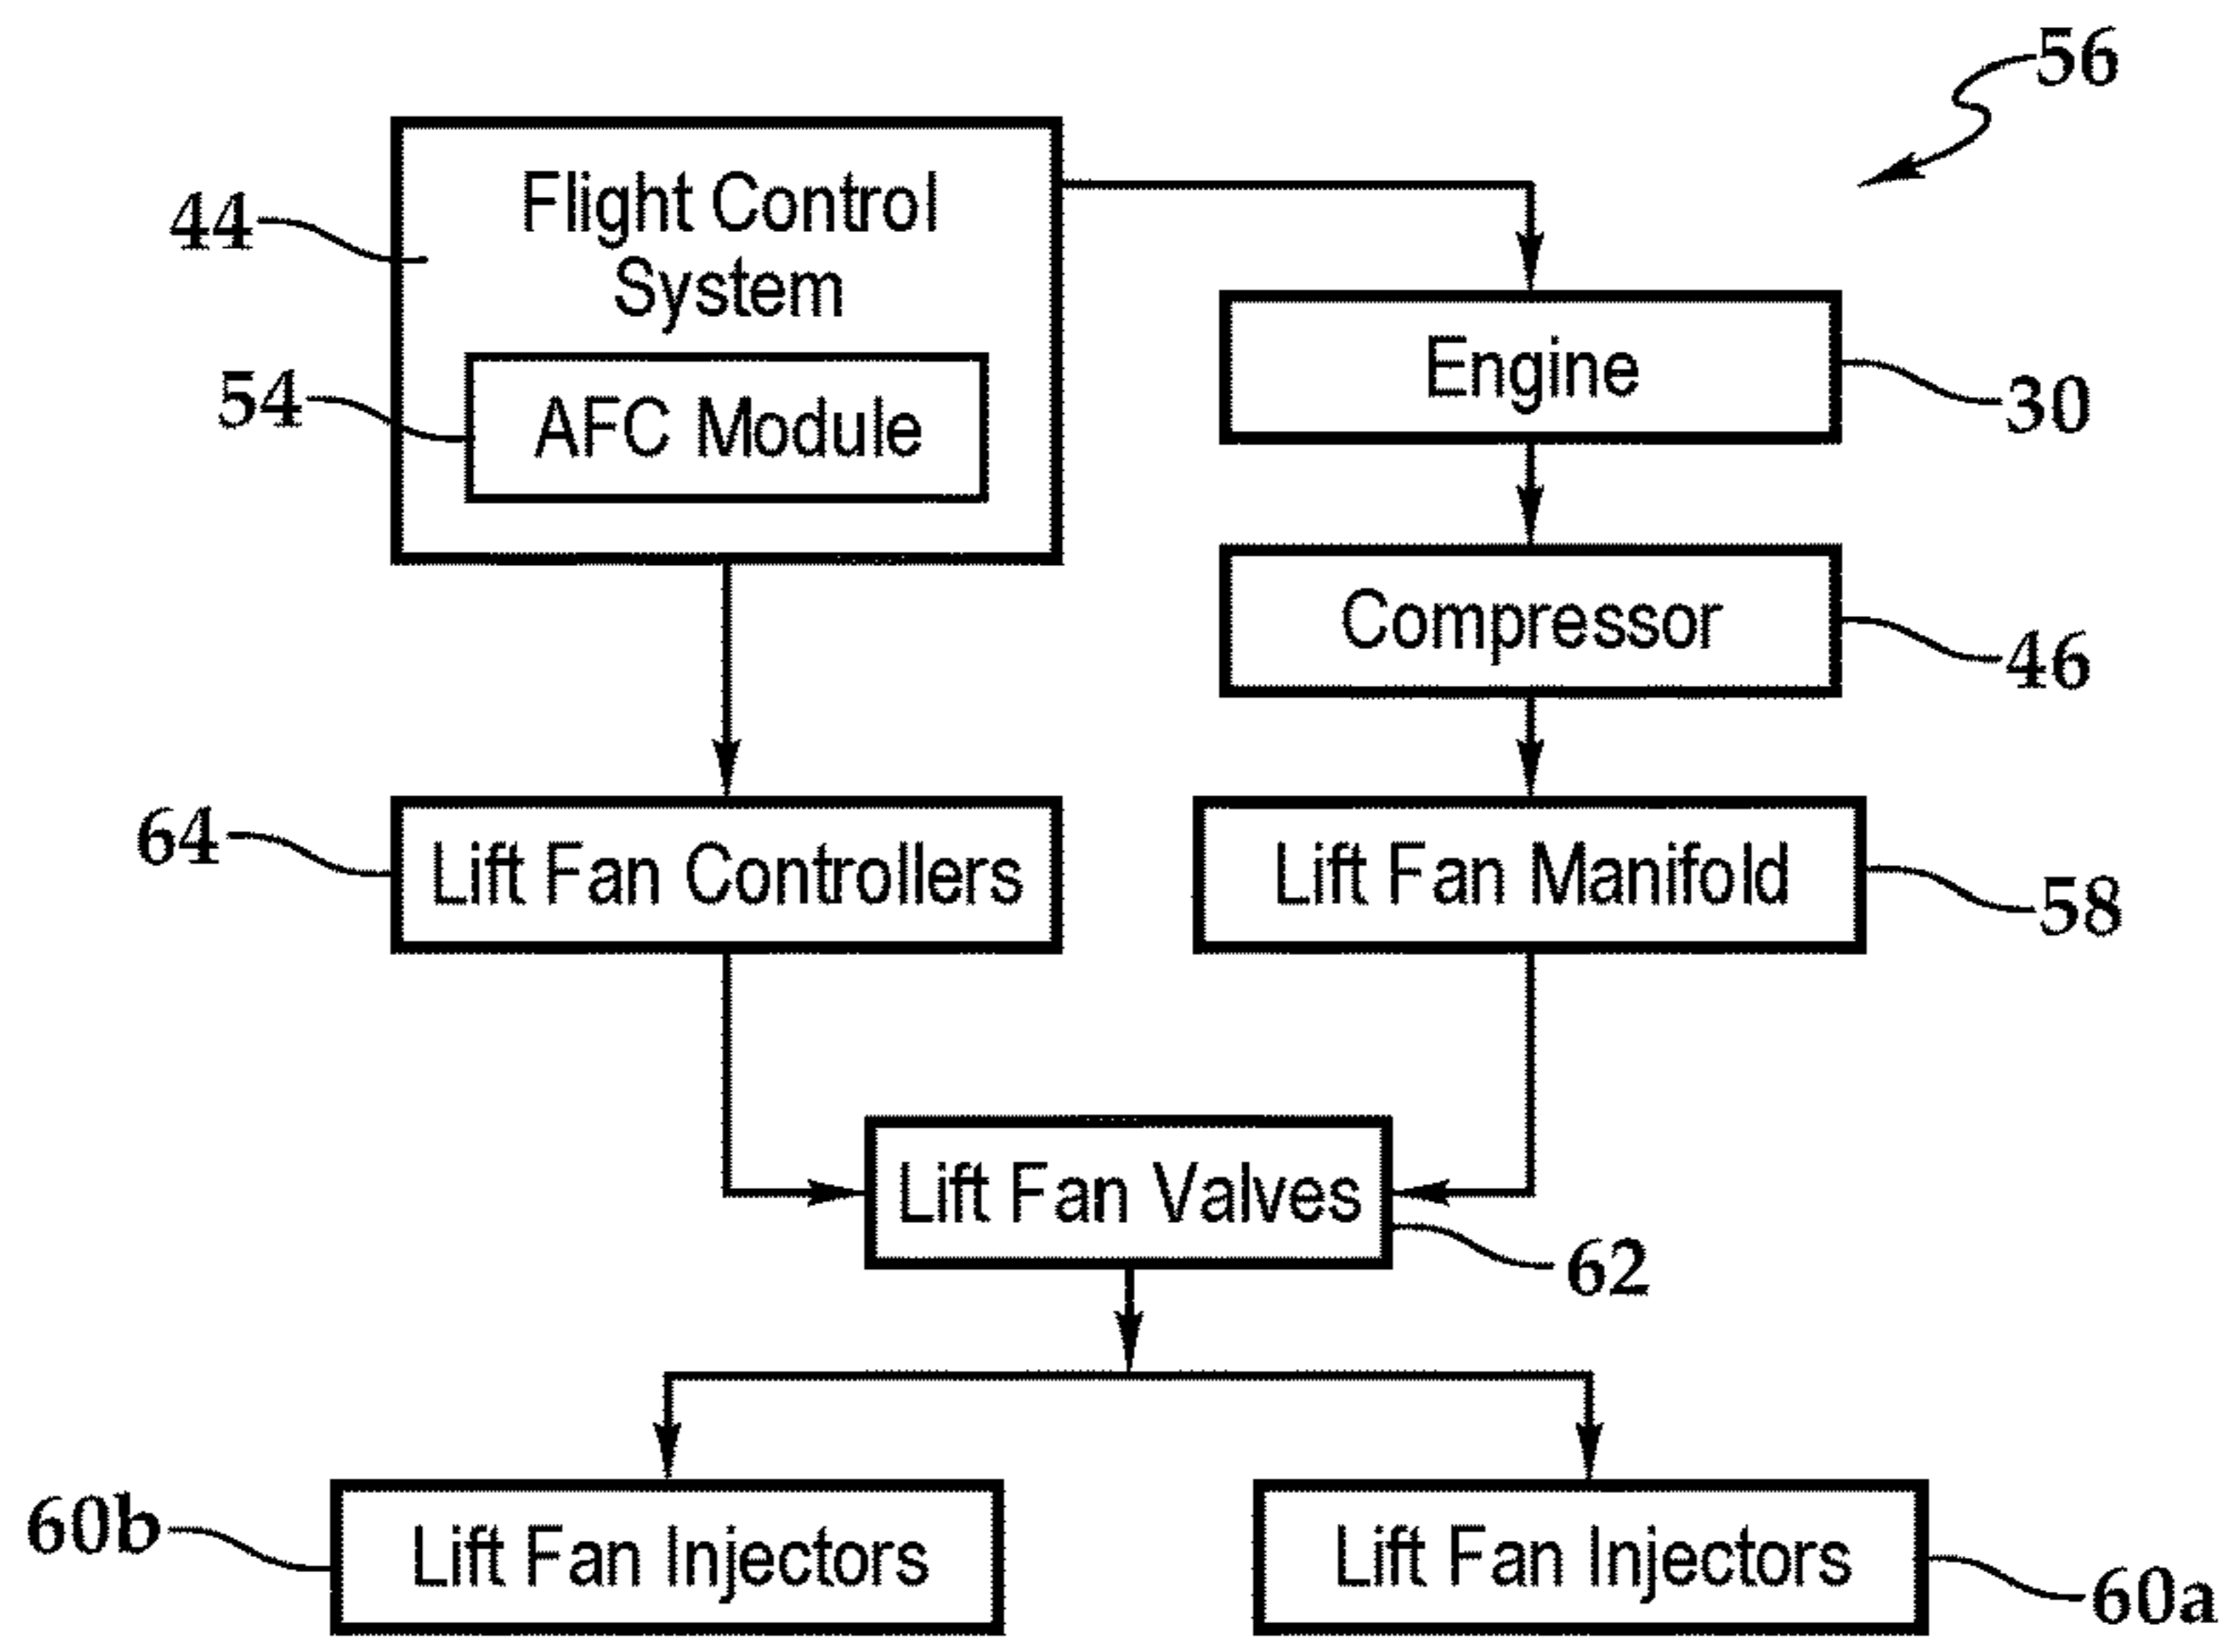 56
Flight Control
System
44
AFC Module
54
Engine
30
Compressor
46
64
Lift Fan Controllers
Lift Fan Manifold
58
Lift Fan Valves
62
60b
Lift Fan Injectors
Lift Fan Injectors
60a